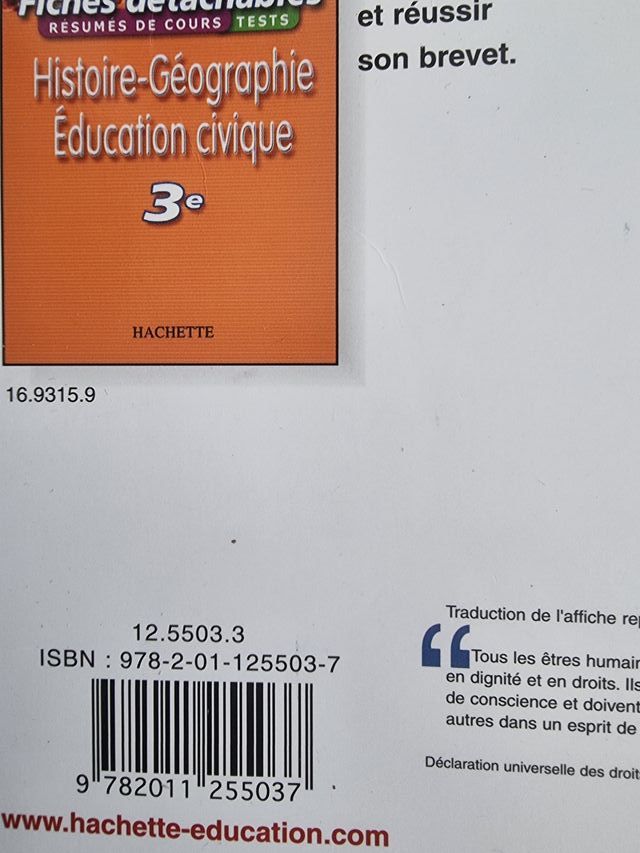 Fiches détachables
RÉSUMÉS DE COURS TESTS
Histoire-Géographie
Éducation civique
3e
HACHETTE
et réussir
son brevet.
16.9315.9
12.5503.3
ISBN : 978-2-01-125503-7
9 782011 255037
www.hachette-education.com
Traduction de l'affiche
“Tous les êtres
en dignité et en droits. Ils
de conscience et doivent
autres dans un esprit de
Déclaration universelle des droits